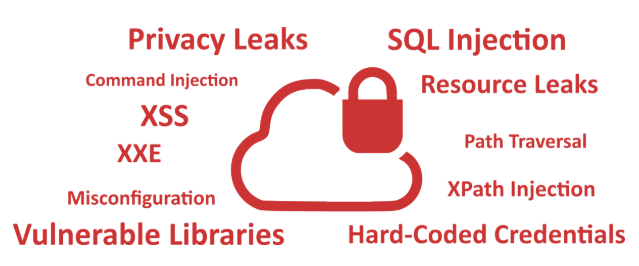 Privacy Leaks
SQL Injection
Command Injection
Resource Leaks
XSS
Path Traversal
XXE
Misconfiguration
XPath Injection
Vulnerable Libraries
Hard-Coded Credentials